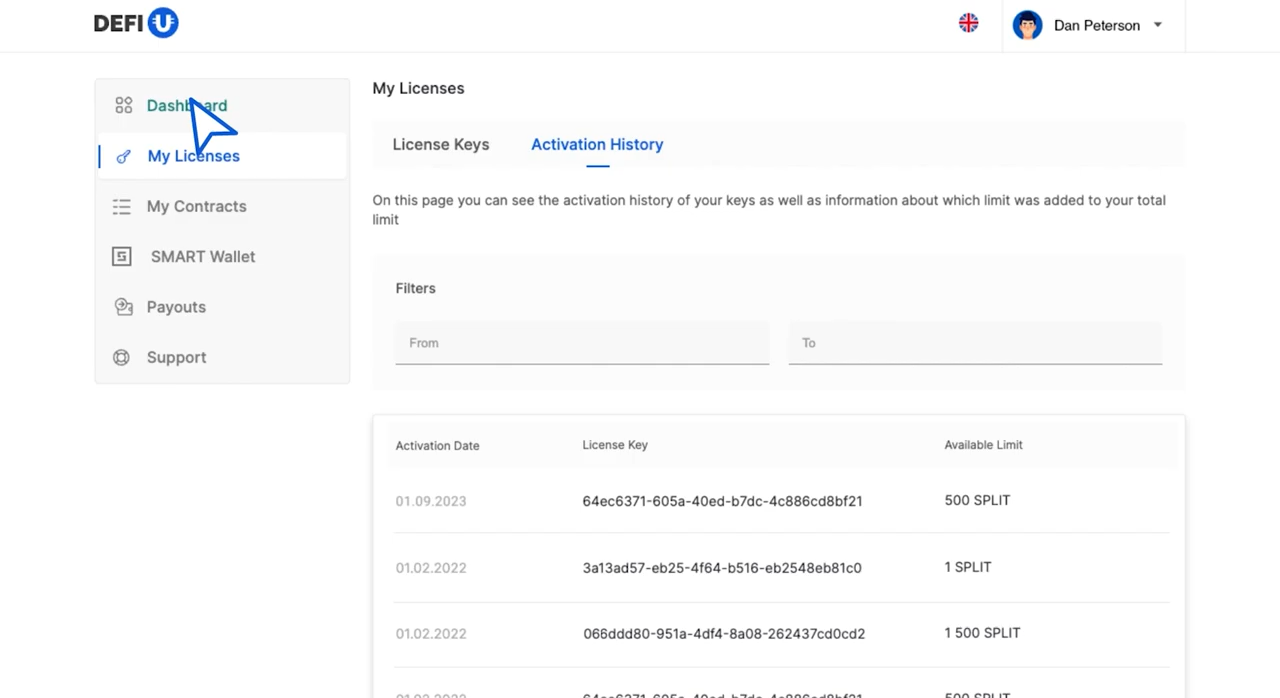 DEFI U
Dan Peterson
Dashboard
My Licenses
My Contracts
SMART Wallet
Payouts
Support
My Licenses
License Keys
Activation History
On this page you can see the activation history of your keys as well as information about which limit was added to your total
limit
Filters
From
To
Activation Date
License Key
Available Limit
01.09.2023
64ec6371-605a-40ed-b7dc-4c886cd8bf21
500 SPLIT
01.02.2022
3a13ad57-eb25-4f64-b516-eb2548eb81c0
1 SPLIT
01.02.2022
066ddd80-951a-4df4-8a08-262437cd0cd2
1 500 SPLIT